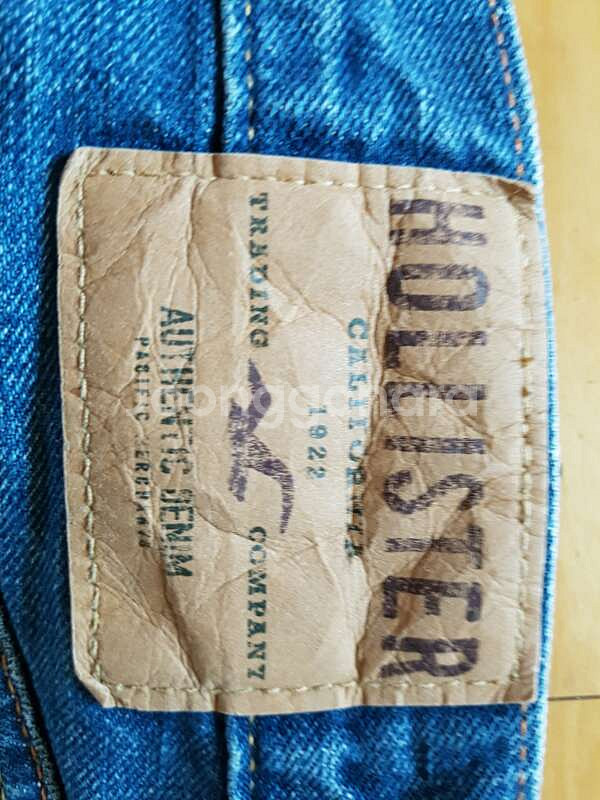 HOLLISTER
CALIFORNIA
1922
TRADING COMPANY
AUTHENTIC DENIM
PACIFIC MERCHANTS